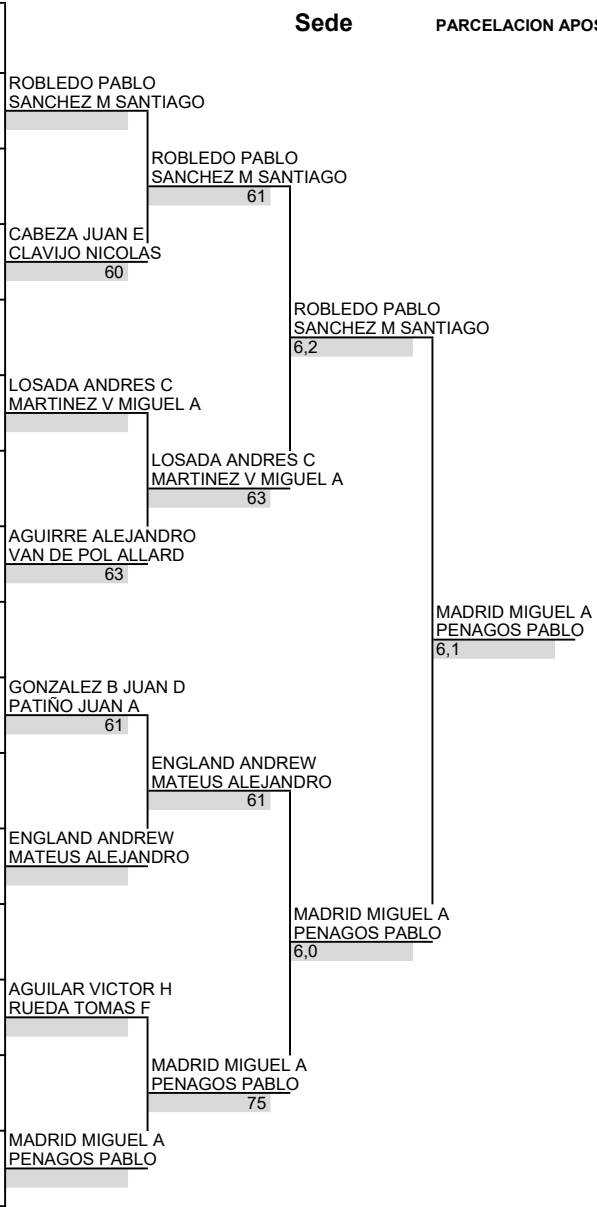 Sede PARCELACION APOS
ROBLEDO PABLO
SANCHEZ M SANTIAGO
ROBLEDO PABLO
SANCHEZ M SANTIAGO
61
CABEZA JUAN E
CLAVIJO NICOLAS
60
ROBLEDO PABLO
SANCHEZ M SANTIAGO
6,2
LOSADA ANDRES C
MARTINEZ V MIGUEL A
LOSADA ANDRES C
MARTINEZ V MIGUEL A
63
AGUIRRE ALEJANDRO
VAN DE POL ALLARD
63
MADRID MIGUEL A
PENAGOS PABLO
6,1
GONZALEZ B JUAN D
PATIÑO JUAN A
61
ENGLAND ANDREW
MATEUS ALEJANDRO
61
ENGLAND ANDREW
MATEUS ALEJANDRO
MADRID MIGUEL A
PENAGOS PABLO
6,0
AGUILAR VICTOR H
RUEDA TOMAS F
MADRID MIGUEL A
PENAGOS PABLO
75
MADRID MIGUEL A
PENAGOS PABLO